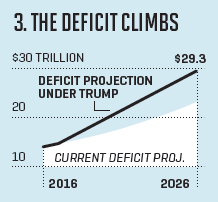 3. THE DEFICIT CLIMBS
$30 TRILLION
$29.3
DEFICIT PROJECTION
UNDER TRUMP
20
10
CURRENT DEFICIT PROJ.
2016
2026